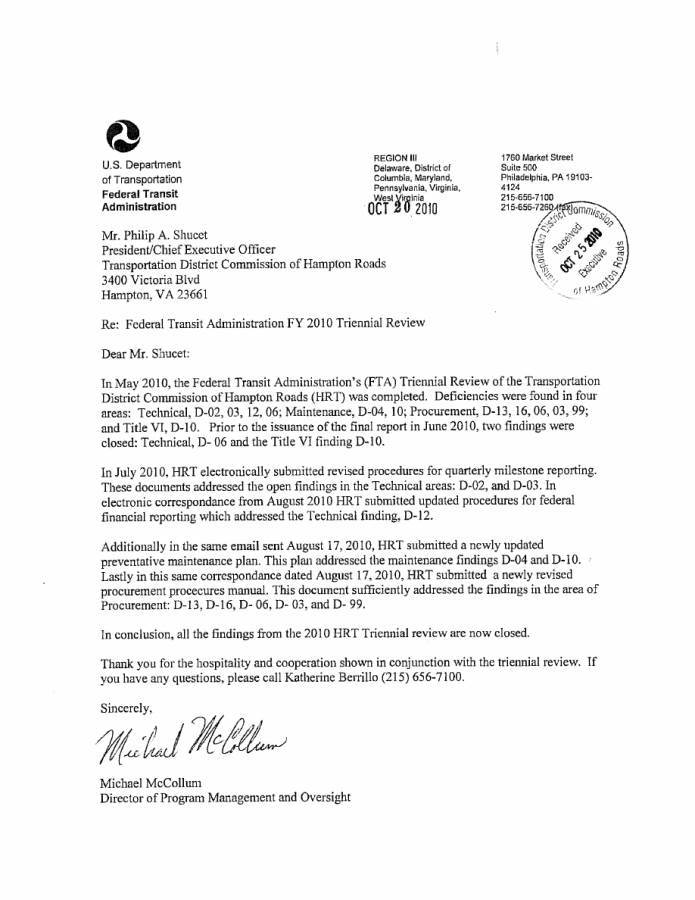 U.S. Department
of Transportation
Federal Transit
Administration
REGION III
Delaware, District of
Columbia, Maryland,
Pennsylvania, Virginia,
West Virginia
OCT 20 2010
1760 Market Street
Suite 500
Philadelphia, PA 19103-
4124
215-656-7100
215-656-7260 (fax)
Transportation District Commission
of Hampton Roads
Received
OCT 25 2010
Executive
Mr. Philip A. Shucet
President/Chief Executive Officer
Transportation District Commission of Hampton Roads
3400 Victoria Blvd
Hampton, VA 23661
Re: Federal Transit Administration FY 2010 Triennial Review
Dear Mr. Shucet:
In May 2010, the Federal Transit Administration's (FTA) Triennial Review of the Transportation
District Commission of Hampton Roads (HRT) was completed. Deficiencies were found in four
areas: Technical, D-02, 03, 12, 06; Maintenance, D-04, 10; Procurement, D-13, 16, 06, 03, 99;
and Title VI, D-10. Prior to the issuance of the final report in June 2010, two findings were
closed: Technical, D- 06 and the Title VI finding D-10.
In July 2010, HRT electronically submitted revised procedures for quarterly milestone reporting.
These documents addressed the open findings in the Technical areas: D-02, and D-03. In
electronic correspondance from August 2010 HRT submitted updated procedures for federal
financial reporting which addressed the Technical finding, D-12.
Additionally in the same email sent August 17, 2010, HRT submitted a newly updated
preventative maintenance plan. This plan addressed the maintenance findings D-04 and D-10.
Lastly in this same correspondance dated August 17, 2010, HRT submitted a newly revised
procurement procecures manual. This document sufficiently addressed the findings in the area of
Procurement: D-13, D-16, D- 06, D- 03, and D- 99.
In conclusion, all the findings from the 2010 HRT Triennial review are now closed.
Thank you for the hospitality and cooperation shown in conjunction with the triennial review. If
you have any questions, please call Katherine Berrillo (215) 656-7100.
Sincerely,
Michael McCollum
Michael McCollum
Director of Program Management and Oversight